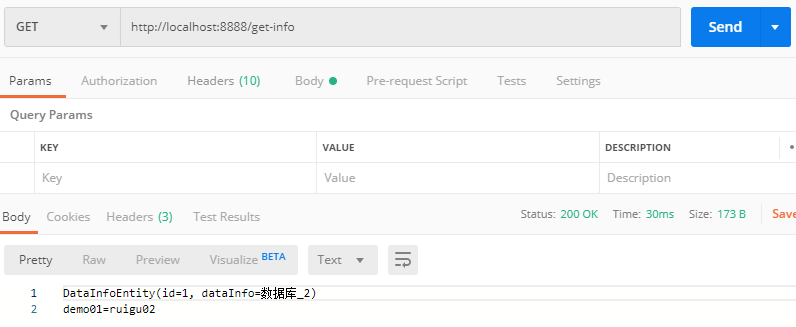 GET http://localhost:8888/get-info Send
Params Authorization Headers (10) Body Pre-request Script Tests Settings
Query Params
KEY VALUE DESCRIPTION
Key Value Description
Body Cookies Headers (3) Test Results Status: 200 OK Time: 30ms Size: 173 B Save
Pretty Raw Preview Visualize BETA Text
1 DataInfoEntity(id=1, dataInfo=数据库_2)
2 demo01=ruigu02